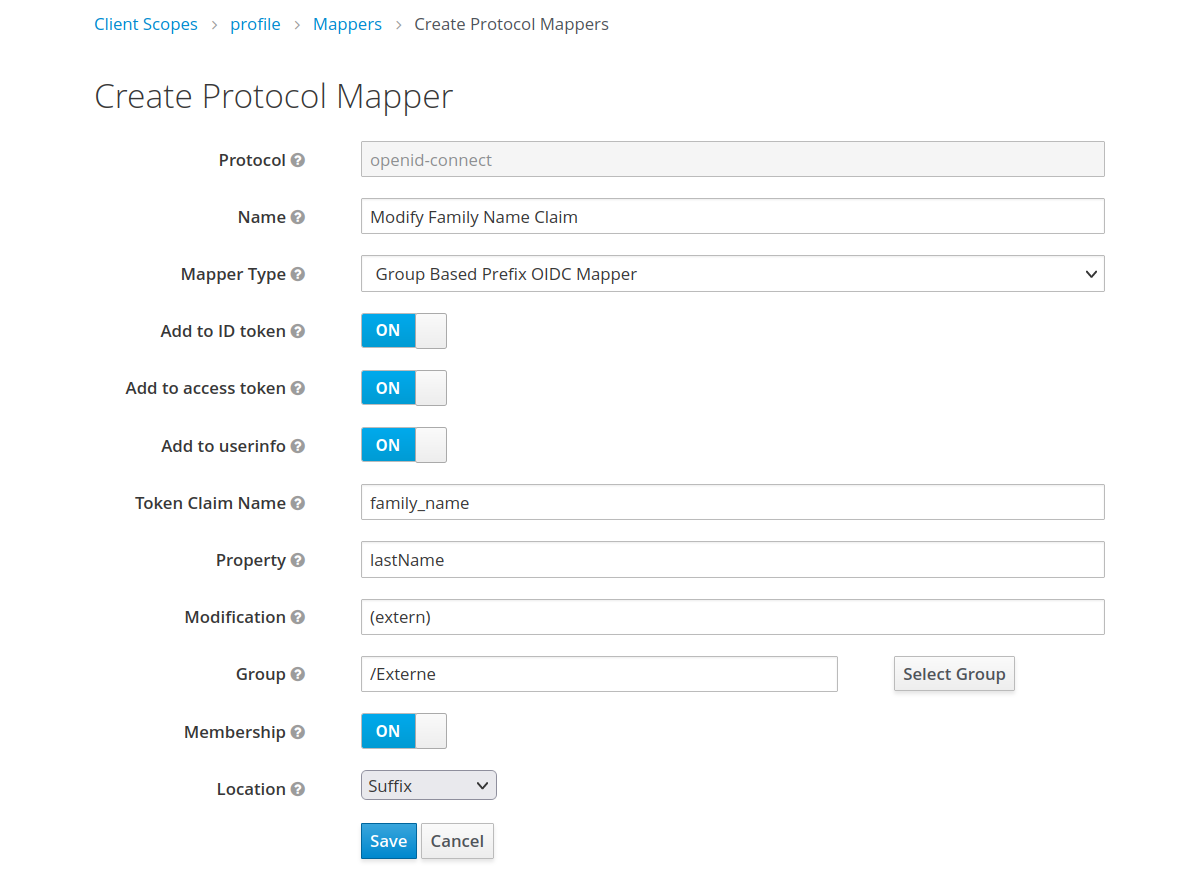 Client Scopes > profile > Mappers > Create Protocol Mappers
Create Protocol Mapper
Protocol openid-connect
Name Modify Family Name Claim
Mapper Type Group Based Prefix OIDC Mapper
Add to ID token ON
Add to access token ON
Add to userinfo ON
Token Claim Name family_name
Property lastName
Modification (extern)
Group /Externe Select Group
Membership ON
Location Suffix
Save Cancel